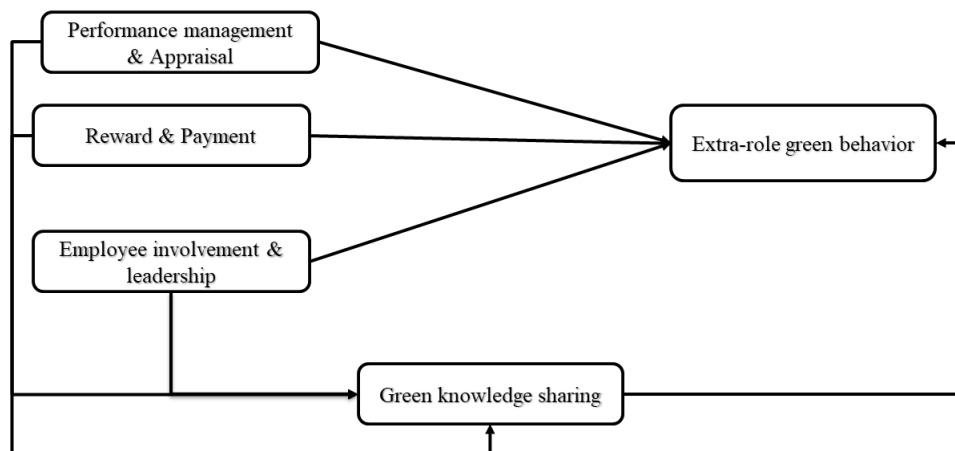 Performance management
& Appraisal
Reward & Payment
Extra-role green behavior
Employee involvement &
leadership
Green knowledge sharing